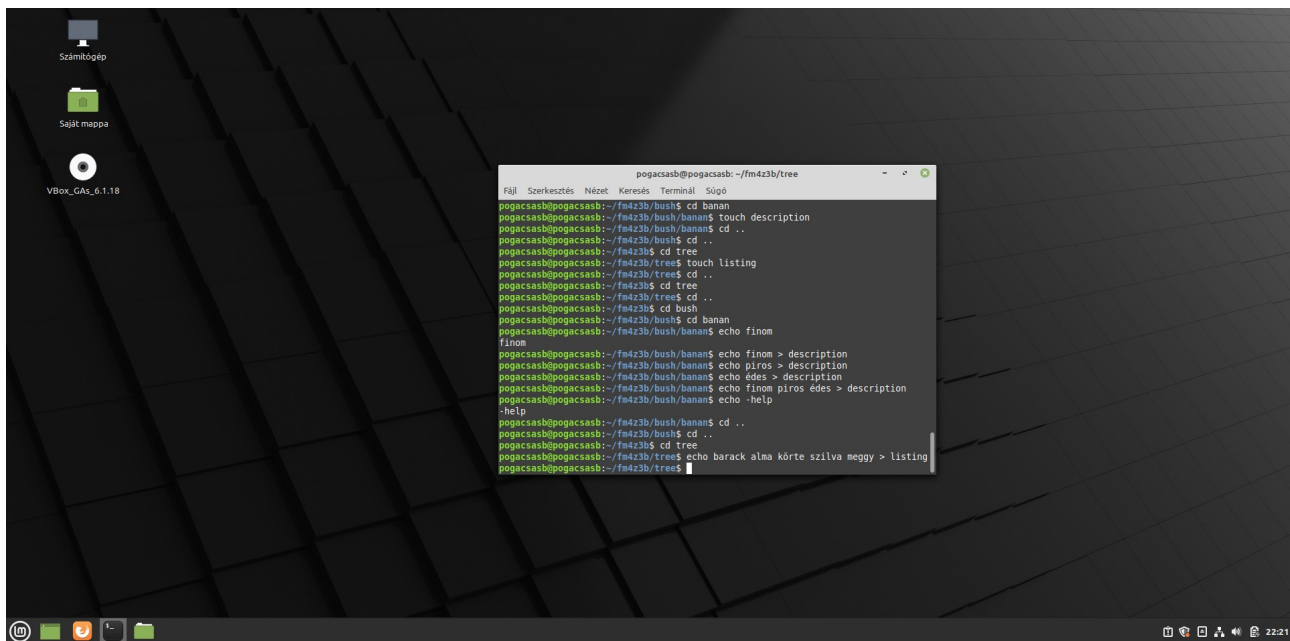 Számítógép
Saját mappa
VBox_GAs_6.1.18
pogacsasb@pogacsasb: ~/fm4z3b/tree
Fájl Szerkesztés Nézet Keresés Terminál Súgó
pogacsasb@pogacsasb:~/fm4z3b/bush$ cd banan
pogacsasb@pogacsasb:~/fm4z3b/bush/banan$ touch description
pogacsasb@pogacsasb:~/fm4z3b/bush/banan$ cd ..
pogacsasb@pogacsasb:~/fm4z3b/bush$ cd ..
pogacsasb@pogacsasb:~/fm4z3b$ cd tree
pogacsasb@pogacsasb:~/fm4z3b/tree$ touch listing
pogacsasb@pogacsasb:~/fm4z3b/tree$ cd ..
pogacsasb@pogacsasb:~/fm4z3b$ cd tree
pogacsasb@pogacsasb:~/fm4z3b/tree$ cd ..
pogacsasb@pogacsasb:~/fm4z3b$ cd bush
pogacsasb@pogacsasb:~/fm4z3b/bush$ cd banan
pogacsasb@pogacsasb:~/fm4z3b/bush/banan$ echo finom
finom
pogacsasb@pogacsasb:~/fm4z3b/bush/banan$ echo finom > description
pogacsasb@pogacsasb:~/fm4z3b/bush/banan$ echo piros > description
pogacsasb@pogacsasb:~/fm4z3b/bush/banan$ echo édes > description
pogacsasb@pogacsasb:~/fm4z3b/bush/banan$ echo finom piros édes > description
pogacsasb@pogacsasb:~/fm4z3b/bush/banan$ echo -help
-help
pogacsasb@pogacsasb:~/fm4z3b/bush/banan$ cd ..
pogacsasb@pogacsasb:~/fm4z3b/bush$ cd ..
pogacsasb@pogacsasb:~/fm4z3b$ cd tree
pogacsasb@pogacsasb:~/fm4z3b/tree$ echo barack alma körte szilva meggy > listing
pogacsasb@pogacsasb:~/fm4z3b/tree$
22:21